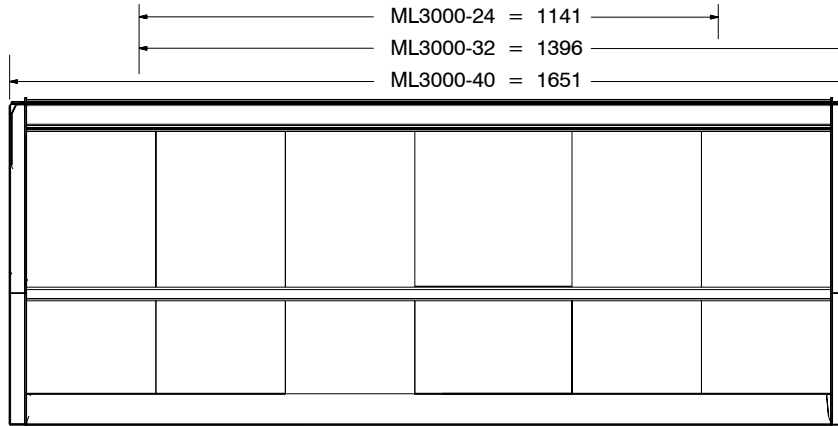 ML3000-24 = 1141
ML3000-32 = 1396
ML3000-40 = 1651